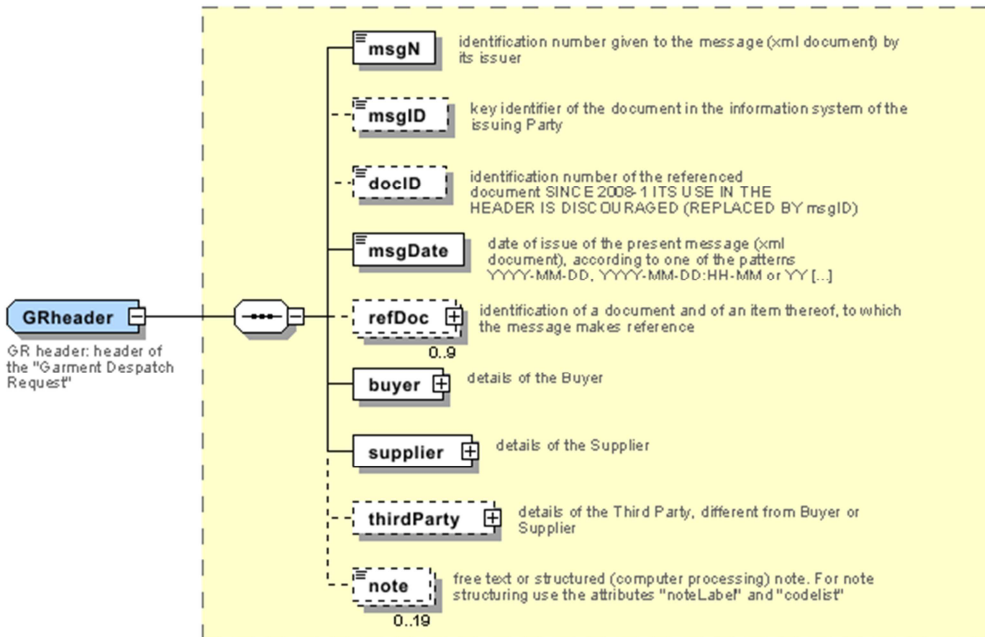 msgN
identification number given to the message (xml document) by
its issuer
msgID
key identifier of the document in the information system of the
issuing Party
docID
identification number of the referenced
document SINCE 2008-1 ITS USE IN THE
HEADER IS DISCOURAGED (REPLACED BY msgID)
msgDate
date of issue of the present message (xml
document), according to one of the patterns
YYYY-MM-DD, YYYY-MM-DD:HH-MM or YY [...]
GRheader
GR header: header of
the "Garment Despatch
Request"
refDoc
identification of a document and of an item thereof, to which
the message makes reference
0..9
buyer
details of the Buyer
supplier
details of the Supplier
thirdParty
details of the Third Party, different from Buyer or
Supplier
note
free text or structured (computer processing) note. For note
structuring use the attributes "noteLabel" and "codelist"
0..19